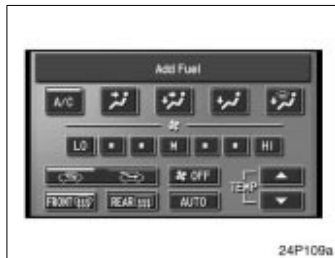 Add Fuel
A/C
LO M HI
OFF
TEMP
FRONT REAR AUTO
24P109a